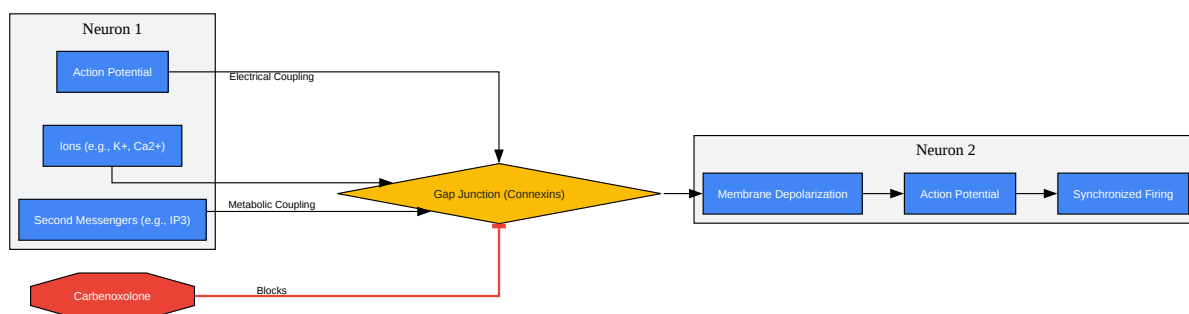 Neuron 1
Action Potential
Electrical Coupling
Ions (e.g., K+, Ca2+)
Second Messengers (e.g., IP3)
Metabolic Coupling
Gap Junction (Connexins)
Neuron 2
Membrane Depolarization
Action Potential
Synchronized Firing
Carbenoxolone
Blocks